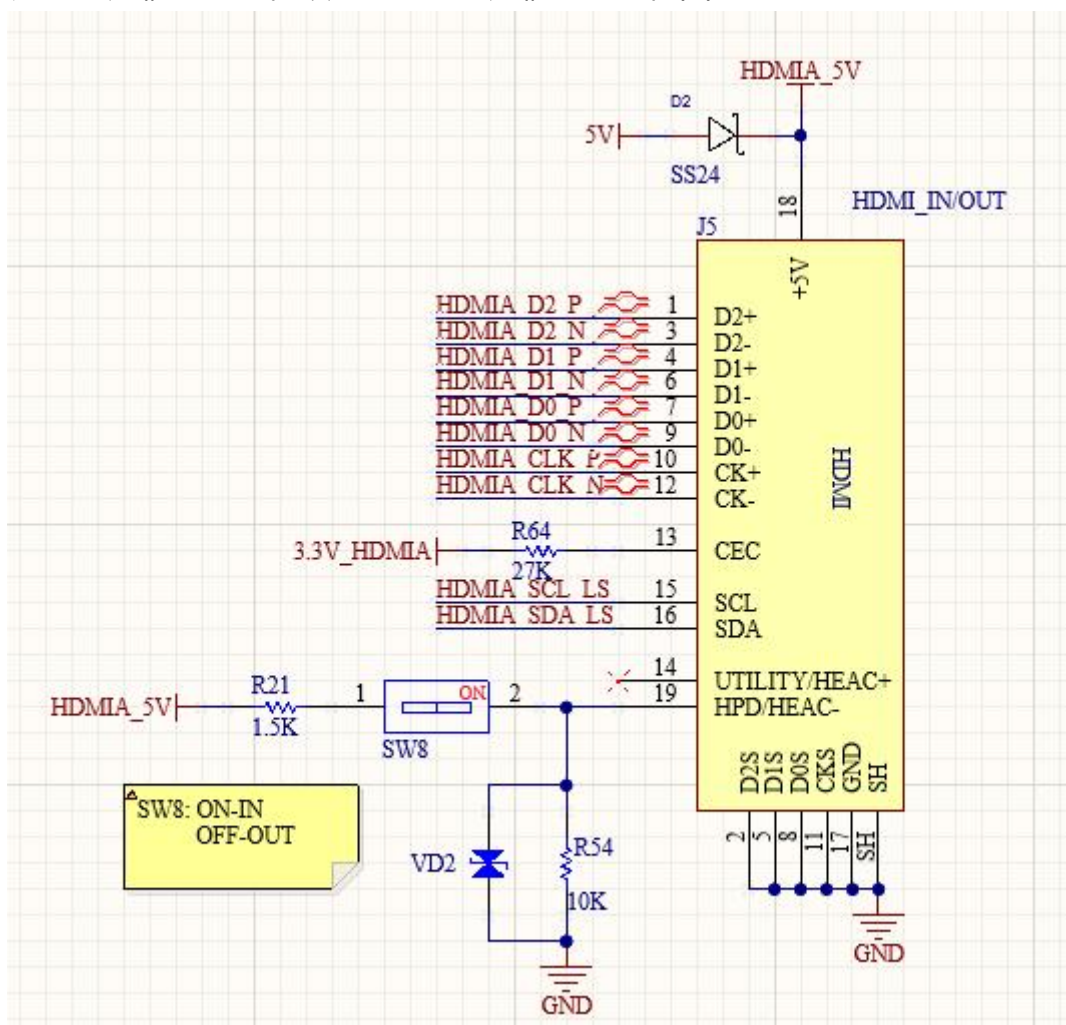 HDMIA_5V
D2
5V
SS24
18
HDMI_IN/OUT
J5
+5V
HDMIA_D2_P 1 D2+
HDMIA_D2_N 3 D2-
HDMIA_D1_P 4 D1+
HDMIA_D1_N 6 D1-
HDMIA_D0_P 7 D0+
HDMIA_D0_N 9 D0-
HDMIA_CLK_P 10 CK+
HDMIA_CLK_N 12 CK-
HDMI
R64
3.3V_HDMIA 13 CEC
27K
HDMIA_SCL_LS 15 SCL
HDMIA_SDA_LS 16 SDA
14 UTILITY/HEAC+
R21
HDMIA_5V 1 ON 2 19 HPD/HEAC-
1.5K
SW8
D2S D1S D0S CKS GND SH
SW8: ON-IN
OFF-OUT
2 5 8 11 17 SH
VD2
R54
10K
GND
GND